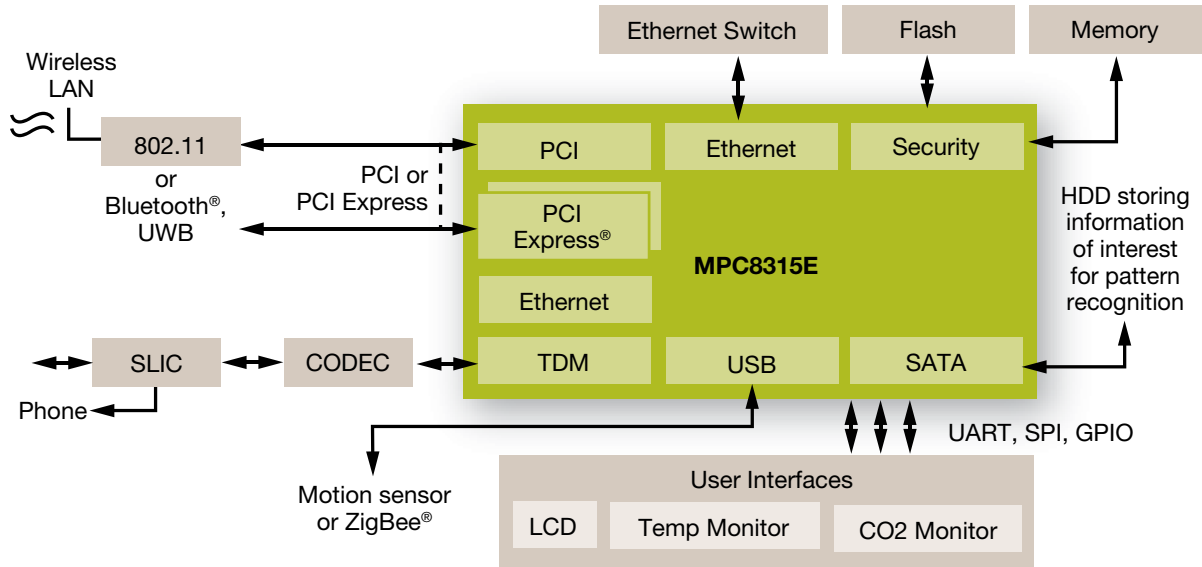 Ethernet Switch
Flash
Memory
Wireless
LAN
802.11
or
Bluetooth®,
UWB
PCI or
PCI Express
PCI
Ethernet
Security
PCI
Express®
MPC8315E
Ethernet
TDM
USB
SATA
HDD storing
information
of interest
for pattern
recognition
SLIC
CODEC
Phone
Motion sensor
or ZigBee®
UART, SPI, GPIO
User Interfaces
LCD
Temp Monitor
CO2 Monitor